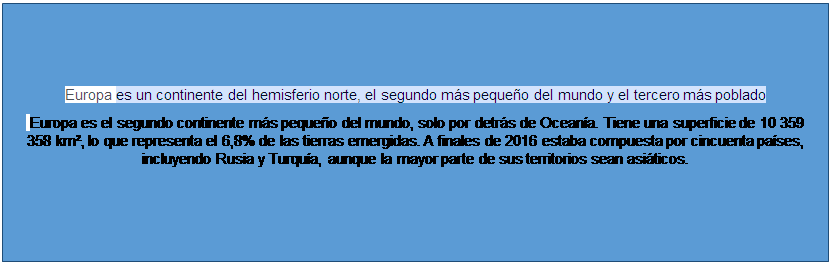 Europa es un continente del hemisferio norte, el segundo más pequeño del mundo y el tercero más poblado
Europa es el segundo continente más pequeño del mundo, solo por detrás de Oceanía. Tiene una superficie de 10 359
358 km², lo que representa el 6,8% de las tierras emergidas. A finales de 2016 estaba compuesta por cincuenta países,
incluyendo Rusia y Turquía, aunque la mayor parte de sus territorios sean asiáticos.